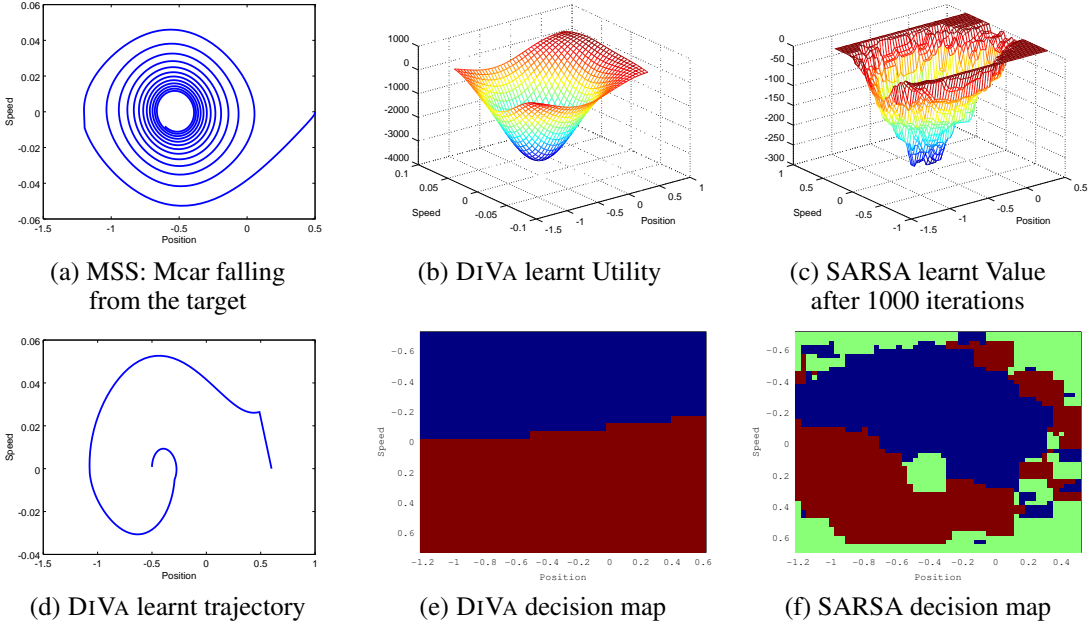 0.06
0.04
0.02
0
-0.02
-0.04
-0.06
Speed
-1.5 -1 -0.5 0 0.5
Position
(a) MSS: Mcar falling
from the target
1000
0
-1000
-2000
-3000
-4000
0.1
0.05
0
-0.05
-0.1
Speed
-1.5
-1
-0.5
0
0.5
1
Position
(b) DIVA learnt Utility
0
-50
-100
-150
-200
-250
-300
1
0.5
0
-0.5
-1
Speed
-1.5
-1
-0.5
0
0.5
Position
(c) SARSA learnt Value
after 1000 iterations
0.06
0.04
0.02
0
-0.02
-0.04
Speed
-1.5 -1 -0.5 0 0.5 1
Position
(d) DIVA learnt trajectory
-0.6
-0.4
-0.2
0
0.2
0.4
0.6
Speed
-1.2 -1 -0.8 -0.6 -0.4 -0.2 0 0.2 0.4 0.6
Position
(e) DIVA decision map
-0.6
-0.4
-0.2
0
0.2
0.4
0.6
Speed
-1.2 -1 -0.8 -0.6 -0.4 -0.2 0 0.2 0.4
Position
(f) SARSA decision map